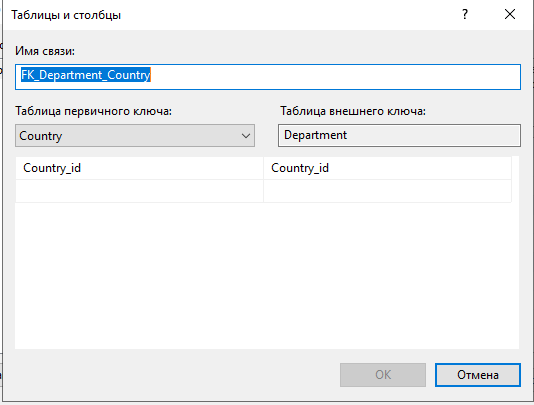 Таблицы и столбцы
?
Имя связи:
FK_Department_Country
Таблица первичного ключа:
Таблица внешнего ключа:
Country
Department
Country_id
Country_id
OK
Отмена